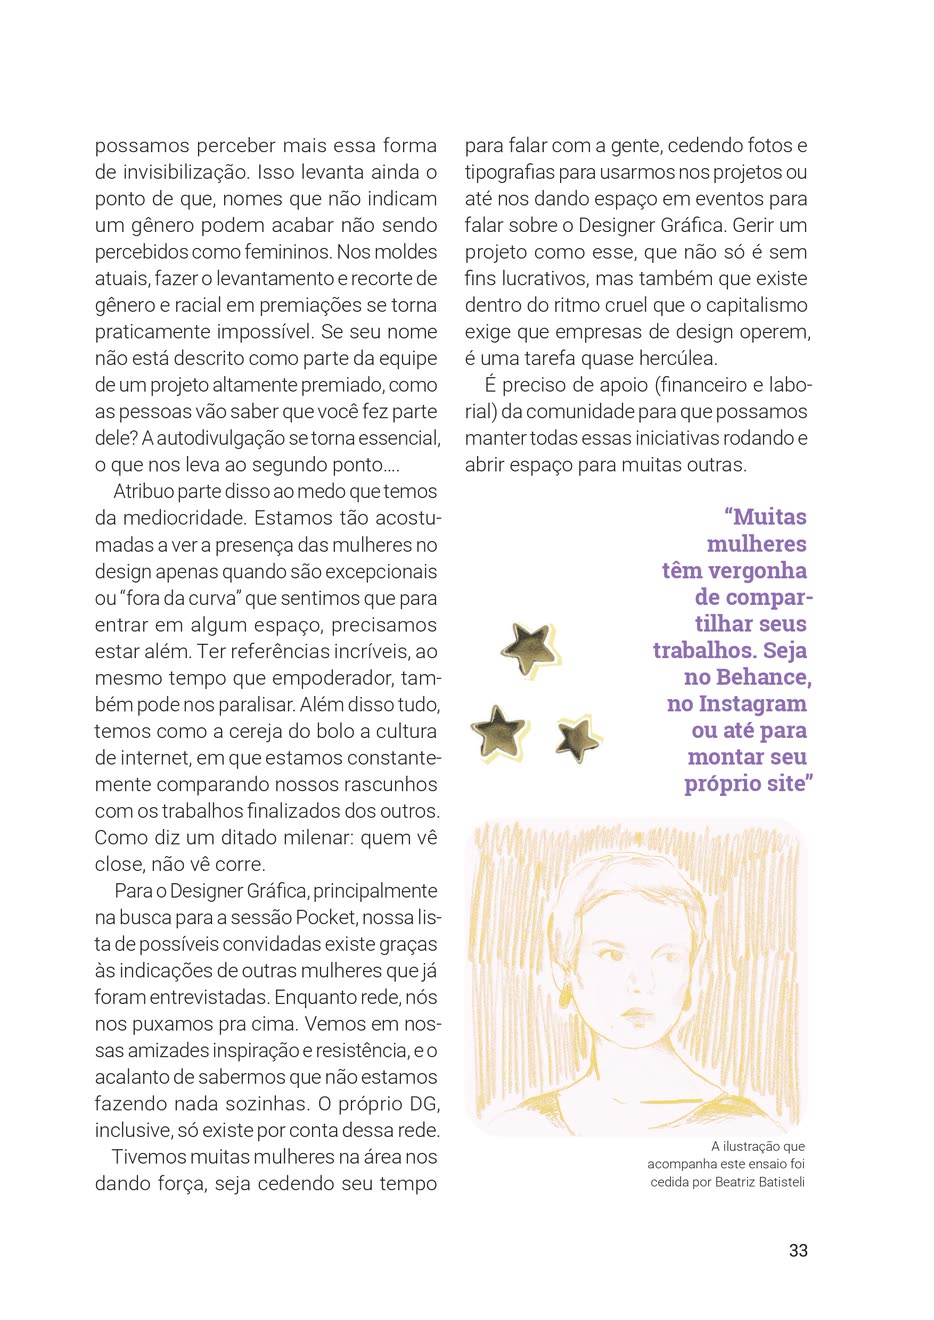 possamos perceber mais essa forma
de invisibilização. Isso levanta ainda o
ponto de que, nomes que não indicam
um gênero podem acabar não sendo
percebidos como femininos. Nos moldes
atuais, fazer o levantamento e recorte de
gênero e racial em premiações se torna
praticamente impossível. Se seu nome
não está descrito como parte da equipe
de um projeto altamente premiado, como
as pessoas vão saber que você fez parte
dele? A autodivulgação se torna essencial,
o que nos leva ao segundo ponto....
Atribuo parte disso ao medo que temos
da mediocridade. Estamos tão acostu-
madas a ver a presença das mulheres no
design apenas quando são excepcionais
ou “fora da curva” que sentimos que para
entrar em algum espaço, precisamos
estar além. Ter referências incríveis, ao
mesmo tempo que empoderador, tam-
bém pode nos paralisar. Além disso tudo,
temos como a cereja do bolo a cultura
de internet, em que estamos constante-
mente comparando nossos rascunhos
com os trabalhos finalizados dos outros.
Como diz um ditado milenar: quem vê
close, não vê corre.
Para o Designer Gráfica, principalmente
na busca para a sessão Pocket, nossa lis-
ta de possíveis convidadas existe graças
às indicações de outras mulheres que já
foram entrevistadas. Enquanto rede, nós
nos puxamos pra cima. Vemos em nos-
sas amizades inspiração e resistência, e o
acalanto de sabermos que não estamos
fazendo nada sozinhas. O próprio DG,
inclusive, só existe por conta dessa rede.
Tivemos muitas mulheres na área nos
dando força, seja cedendo seu tempo
para falar com a gente, cedendo fotos e
tipografias para usarmos nos projetos ou
até nos dando espaço em eventos para
falar sobre o Designer Gráfica. Gerir um
projeto como esse, que não só é sem
fins lucrativos, mas também que existe
dentro do ritmo cruel que o capitalismo
exige que empresas de design operem,
é uma tarefa quase hercúlea.
É preciso de apoio (financeiro e labo-
rial) da comunidade para que possamos
manter todas essas iniciativas rodando e
abrir espaço para muitas outras.
“Muitas
mulheres
têm vergonha
de compar-
tilhar seus
trabalhos. Seja
no Behance,
no Instagram
ou até para
montar seu
próprio site”
A ilustração que
acompanha este ensaio foi
cedida por Beatriz Batisteli
33